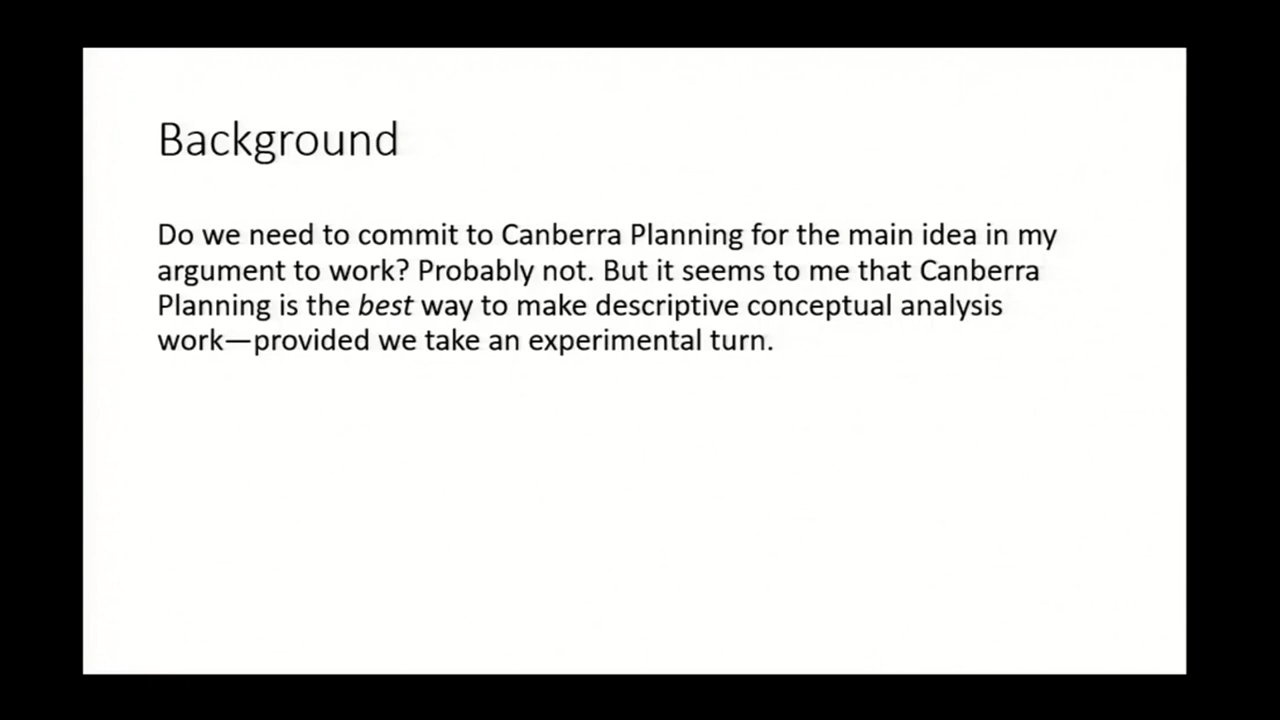 Background
Do we need to commit to Canberra Planning for the main idea in my
argument to work? Probably not. But it seems to me that Canberra
Planning is the best way to make descriptive conceptual analysis
work—provided we take an experimental turn.